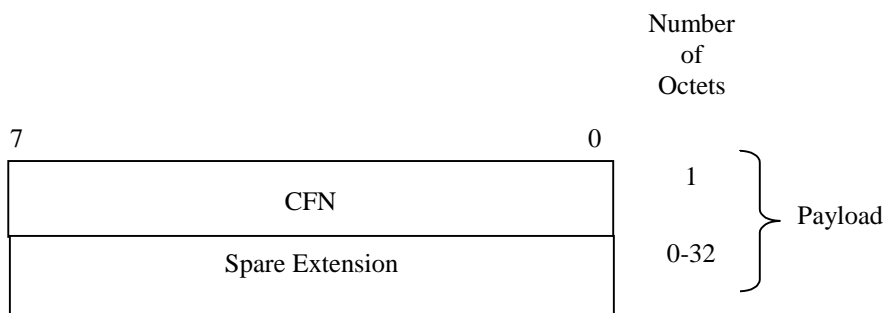 Number
of
Octets
7 0
CFN 1
Payload
Spare Extension 0-32